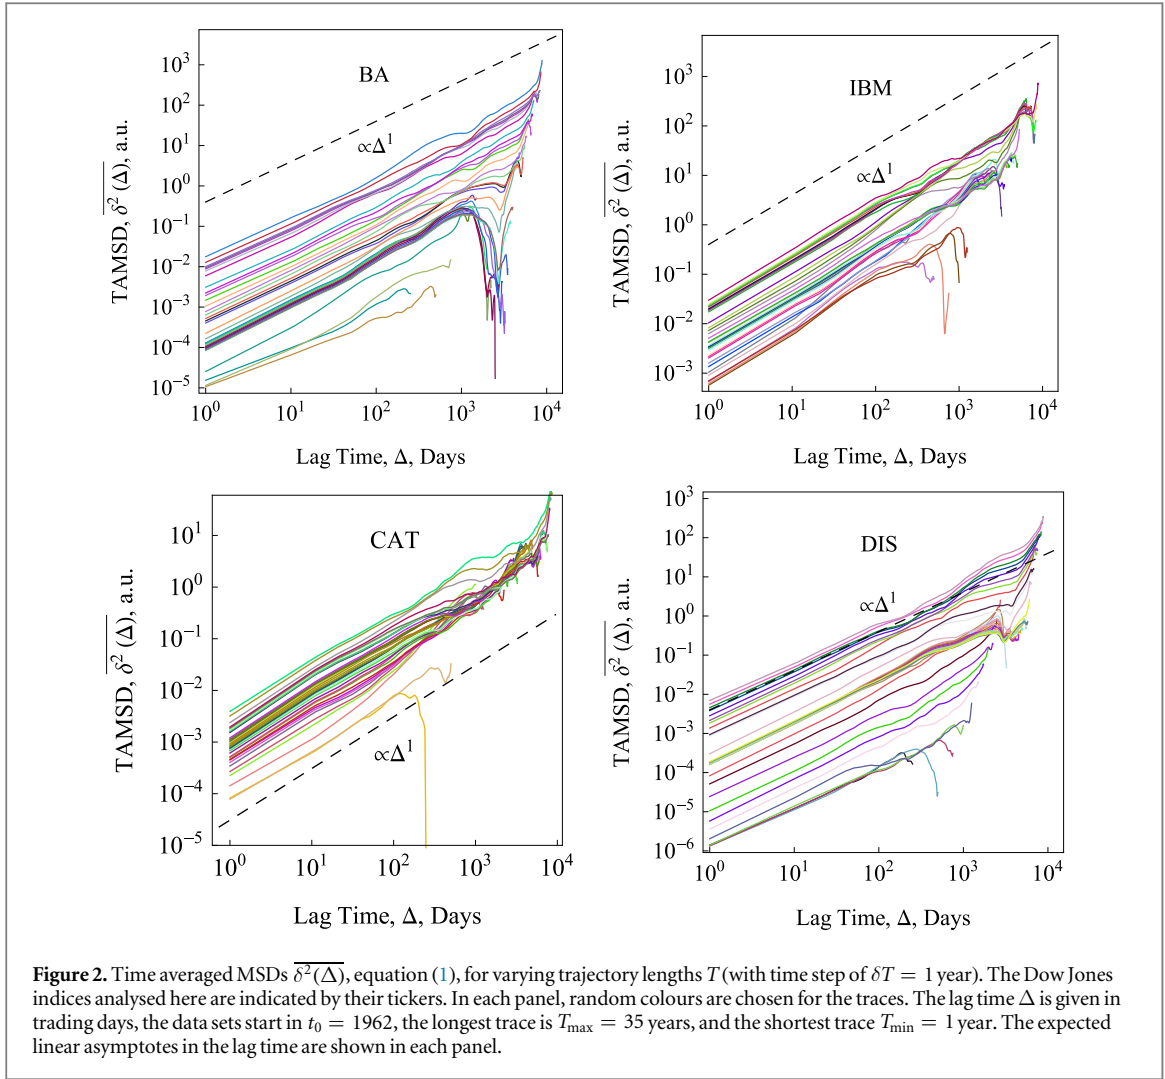 BA
TAMSD, δ² (Δ), a.u.
10³
10²
10¹
10⁰
10⁻¹
10⁻²
10⁻³
10⁻⁴
10⁻⁵
∝Δ¹
10⁰ 10¹ 10² 10³ 10⁴
Lag Time, Δ, Days
IBM
TAMSD, δ² (Δ), a.u.
10³
10²
10¹
10⁰
10⁻¹
10⁻²
10⁻³
∝Δ¹
10⁰ 10¹ 10² 10³ 10⁴
Lag Time, Δ, Days
CAT
TAMSD, δ² (Δ), a.u.
10¹
10⁰
10⁻¹
10⁻²
10⁻³
10⁻⁴
10⁻⁵
∝Δ¹
10⁰ 10¹ 10² 10³ 10⁴
Lag Time, Δ, Days
DIS
TAMSD, δ² (Δ), a.u.
10³
10²
10¹
10⁰
10⁻¹
10⁻²
10⁻³
10⁻⁴
10⁻⁵
10⁻⁶
∝Δ¹
10⁰ 10¹ 10² 10³ 10⁴
Lag Time, Δ, Days
Figure 2. Time averaged MSDs δ²(Δ), equation (1), for varying trajectory lengths T (with time step of δT = 1 year). The Dow Jones
indices analysed here are indicated by their tickers. In each panel, random colours are chosen for the traces. The lag time Δ is given in
trading days, the data sets start in t₀ = 1962, the longest trace is Tmax = 35 years, and the shortest trace Tmin = 1 year. The expected
linear asymptotes in the lag time are shown in each panel.